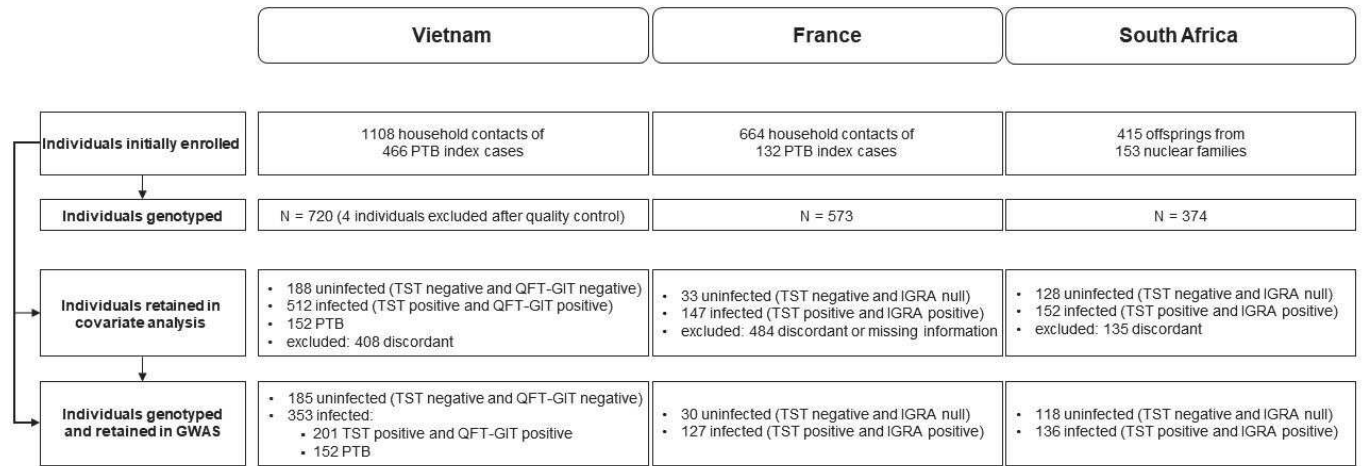 Vietnam
France
South Africa
Individuals initially enrolled
1108 household contacts of
466 PTB index cases
664 household contacts of
132 PTB index cases
415 offsprings from
153 nuclear families
Individuals genotyped
N = 720 (4 individuals excluded after quality control)
N = 573
N = 374
Individuals retained in
covariate analysis
• 188 uninfected (TST negative and QFT-GIT negative)
• 512 infected (TST positive and QFT-GIT positive)
• 152 PTB
• excluded: 408 discordant
• 33 uninfected (TST negative and IGRA null)
• 147 infected (TST positive and IGRA positive)
• excluded: 484 discordant or missing information
• 128 uninfected (TST negative and IGRA null)
• 152 infected (TST positive and IGRA positive)
• excluded: 135 discordant
Individuals genotyped
and retained in GWAS
• 185 uninfected (TST negative and QFT-GIT negative)
• 353 infected:
• 201 TST positive and QFT-GIT positive
• 152 PTB
• 30 uninfected (TST negative and IGRA null)
• 127 infected (TST positive and IGRA positive)
• 118 uninfected (TST negative and IGRA null)
• 136 infected (TST positive and IGRA positive)